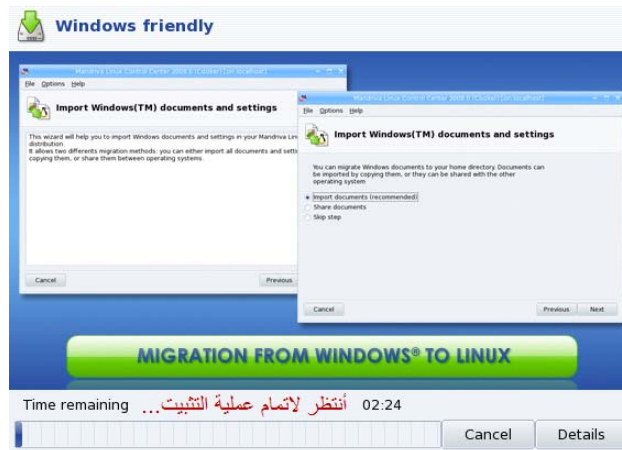 Windows friendly
Mandriva Linux Control Center 2008.0 (Cooker) [on localhost]
File Options Help
Import Windows(TM) documents and settings
This wizard will help you to import Windows documents and settings in your Mandriva Lin
distribution.
It allows two differents migration methods: you can either import all documents and setti
copying them, or share them between operating systems.
Cancel
Previous
Mandriva Linux Control Center 2008.0 (Cooker) [on localhost]
File Options Help
Import Windows(TM) documents and settings
You can migrate Windows documents to your home directory. Documents can
be imported by copying them, or they can be shared with the other
operating system
Import documents (recommended)
Share documents
Skip step
Cancel
Previous
Next
MIGRATION FROM WINDOWS® TO LINUX
Time remaining أنتظر لاتمام عملية التثبيت... 02:24
Cancel
Details